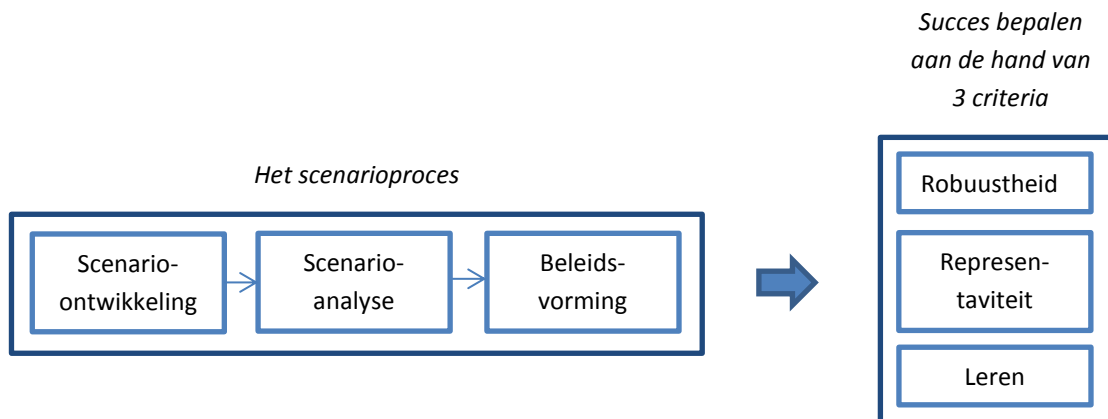 Het scenarioproces
Scenario-
ontwikkeling
Scenario-
analyse
Beleids-
vorming
Succes bepalen
aan de hand van
3 criteria
Robuustheid
Represen-
taviteit
Leren